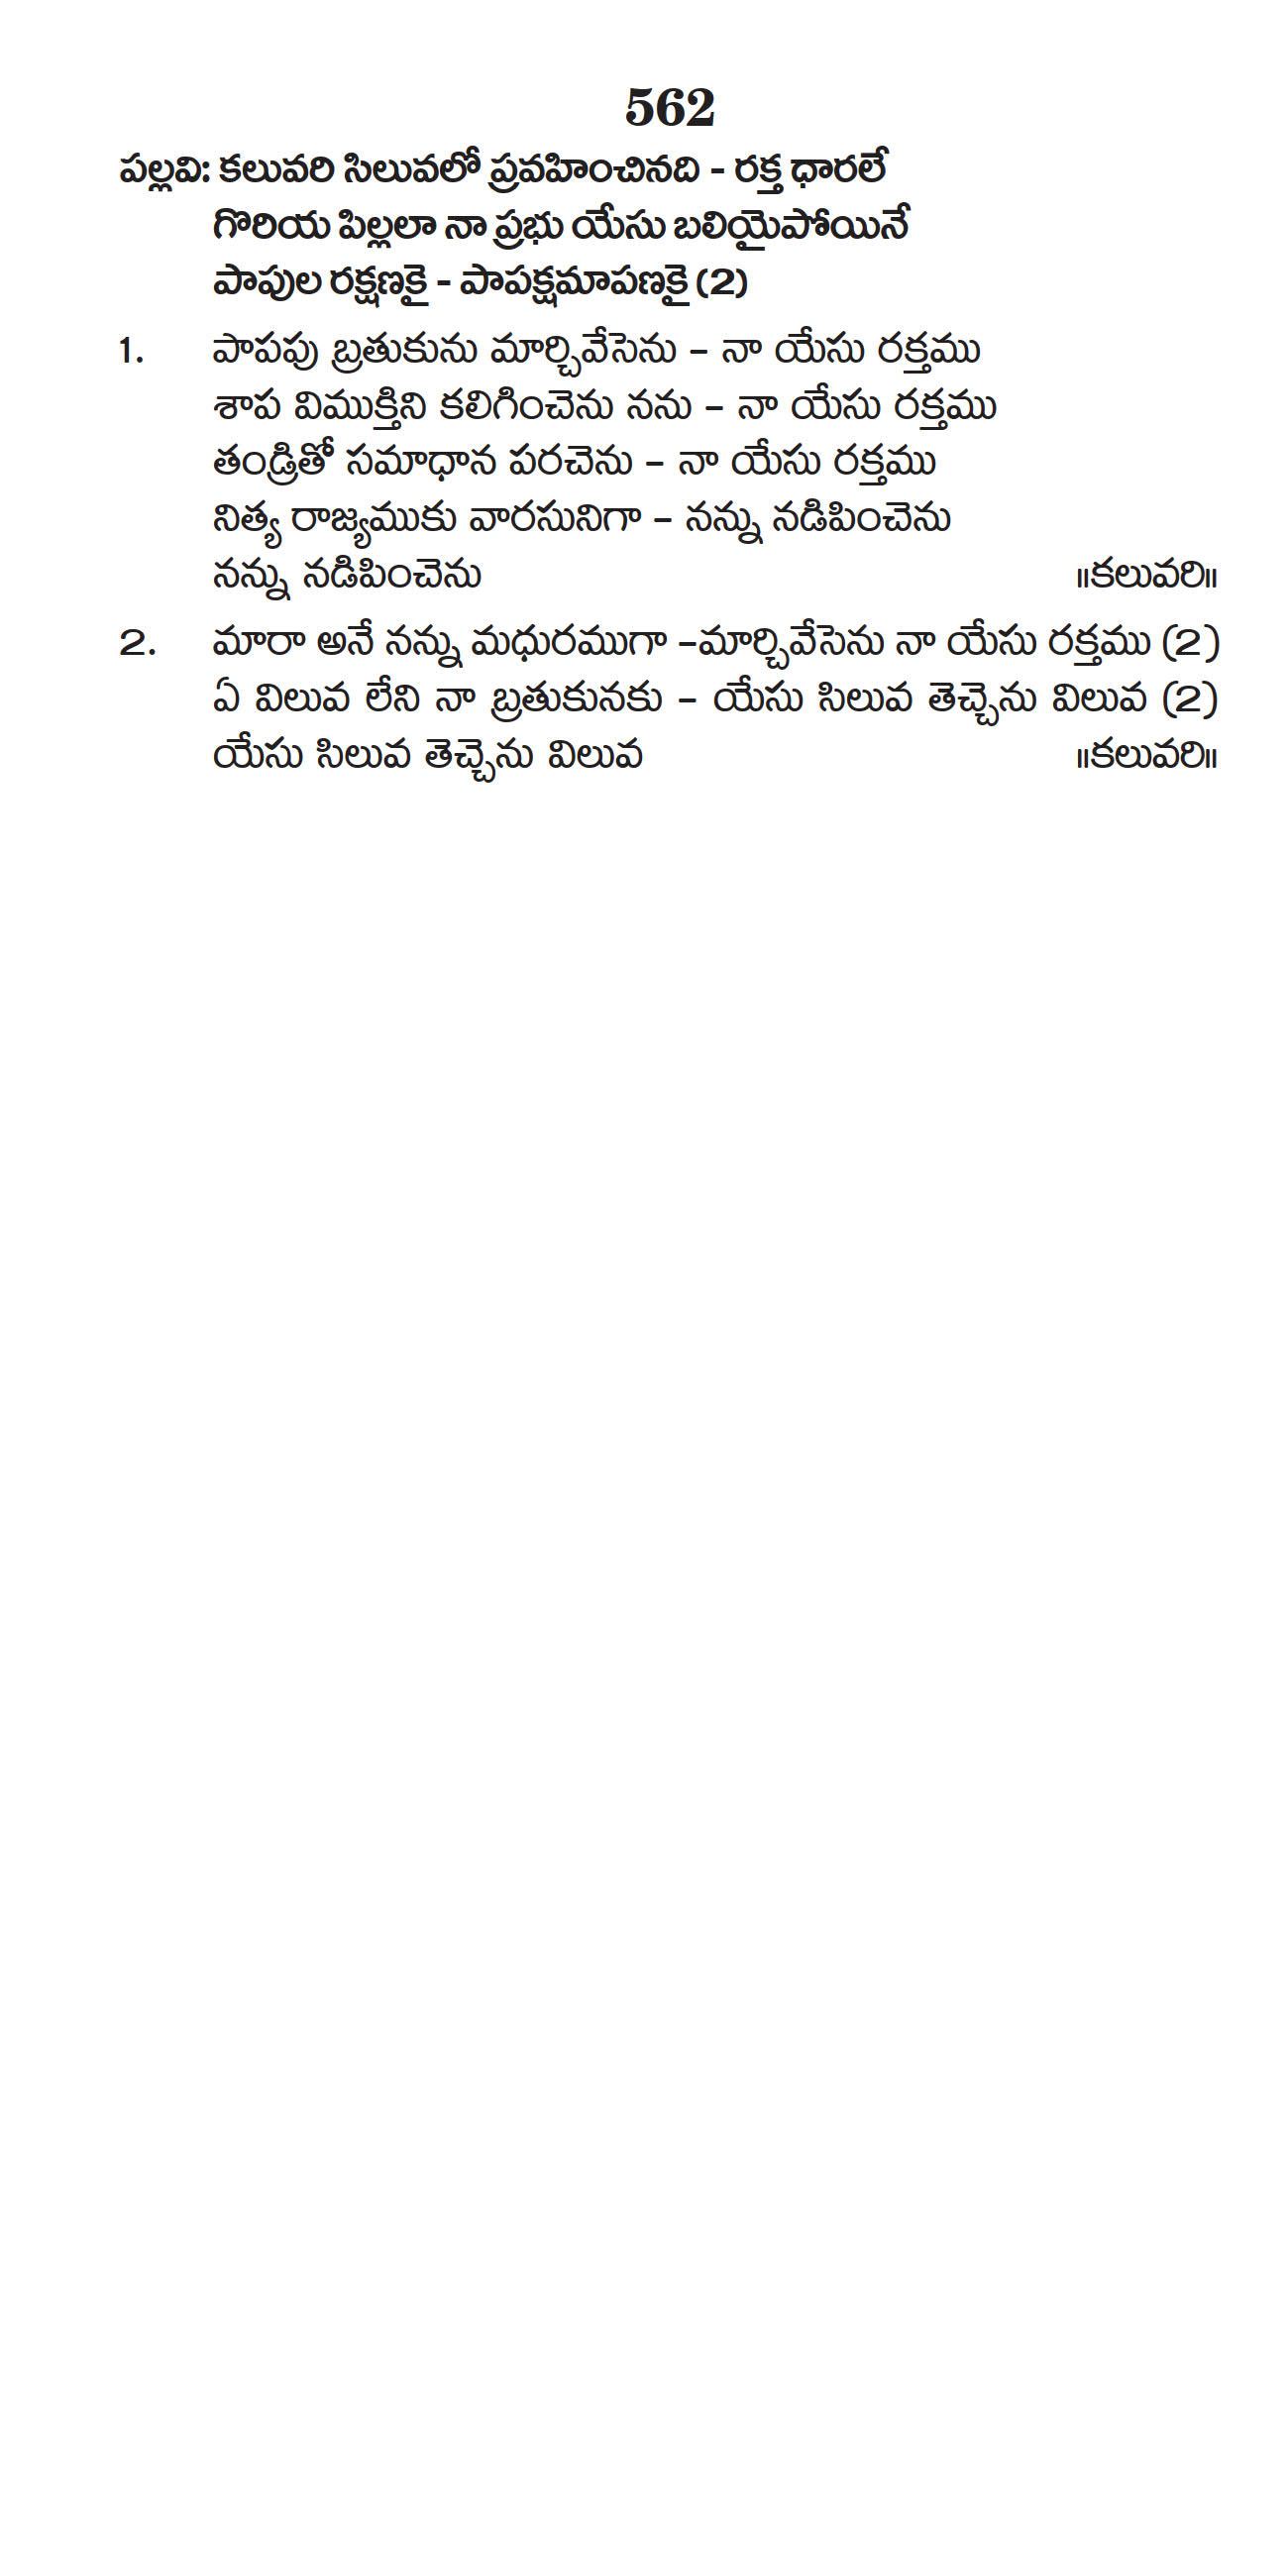 562
పల్లవి: కలువరి సిలువలో ప్రవహించినది - రక్త ధారలే
గొరియ పిల్లలా నా ప్రభు యేసు బలియైపోయినే
పాపుల రక్షణకై - పాపక్షమాపణకై (2)
1. పాపపు బ్రతుకును మార్చివేసెను – నా యేసు రక్తము
శాప విముక్తిని కలిగించెను నను – నా యేసు రక్తము
తండ్రితో సమాధాన పరచెను – నా యేసు రక్తము
నిత్య రాజ్యముకు వారసునిగా – నన్ను నడిపించెను
నన్ను నడిపించెను ॥కలువరి॥
2. మారా అనే నన్ను మధురముగా –మార్చివేసెను నా యేసు రక్తము (2)
ఏ విలువ లేని నా బ్రతుకునకు – యేసు సిలువ తెచ్చెను విలువ (2)
యేసు సిలువ తెచ్చెను విలువ ॥కలువరి॥